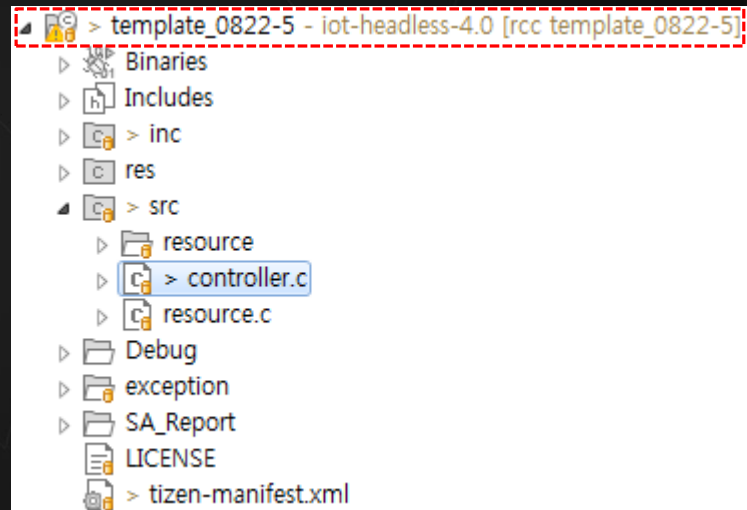 > template_0822-5 - iot-headless-4.0 [rcc template_0822-5]
Binaries
Includes
> inc
res
> src
resource
> controller.c
resource.c
Debug
exception
SA_Report
LICENSE
> tizen-manifest.xml